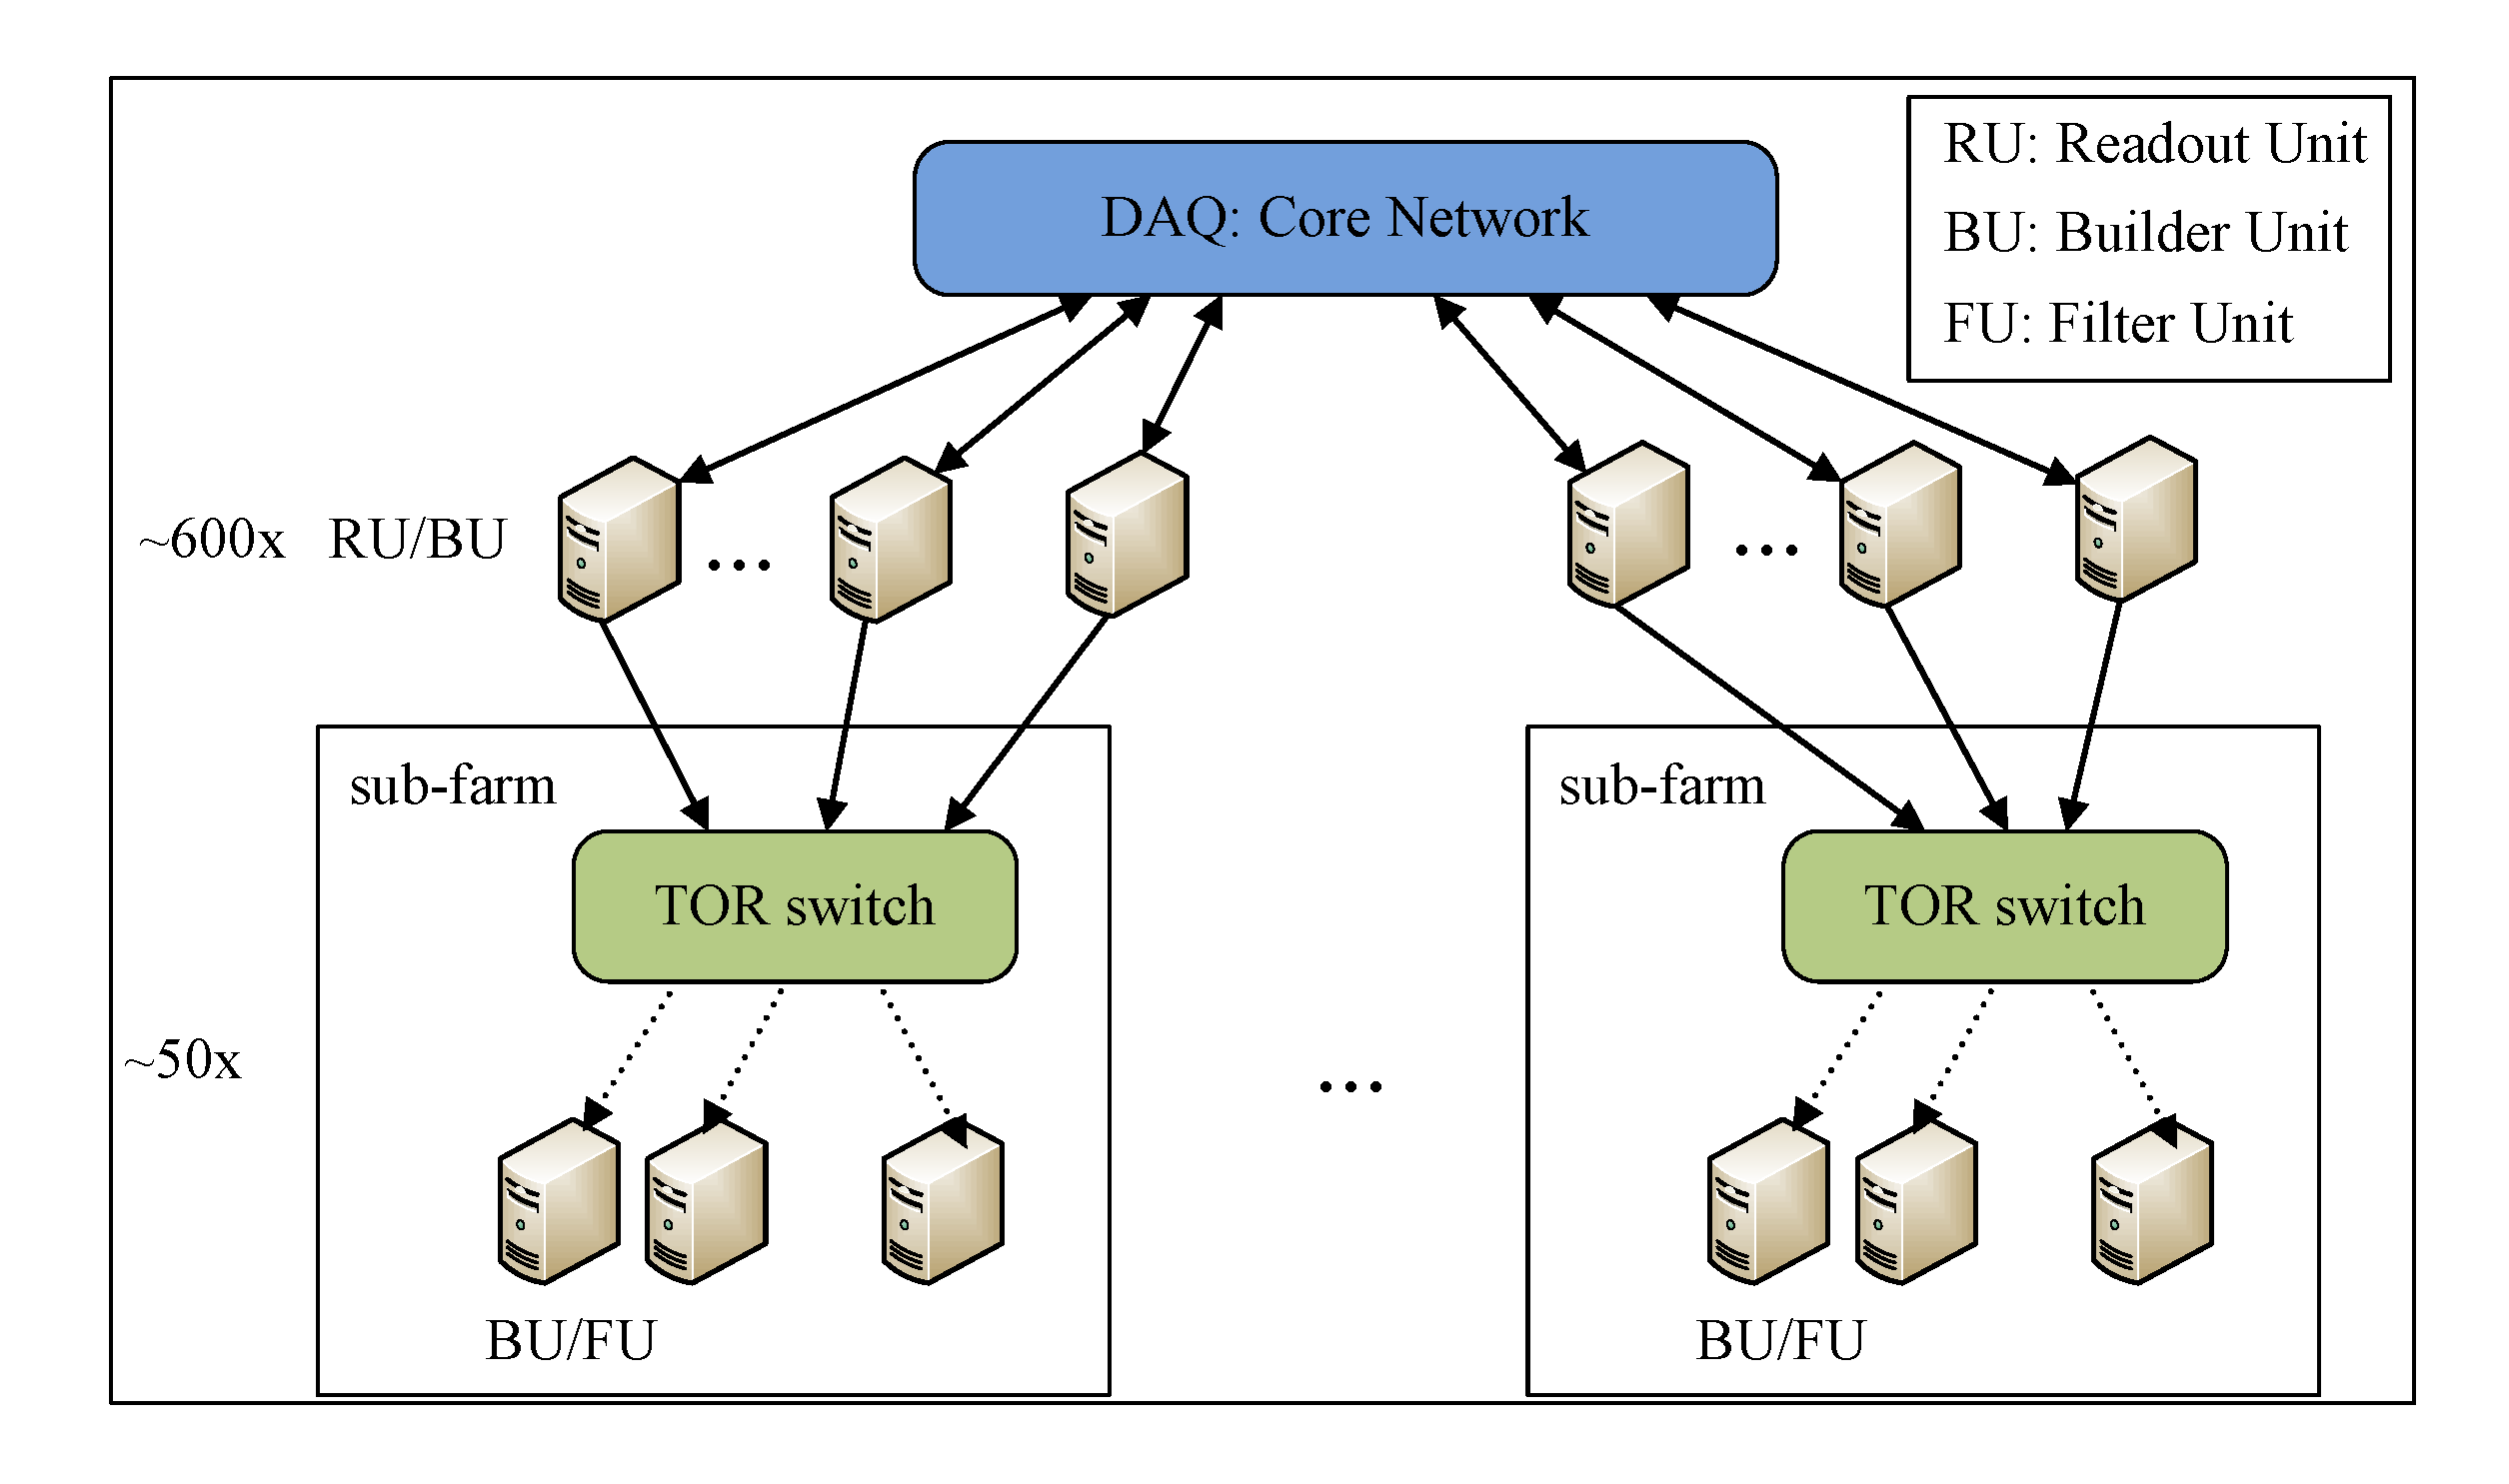 DAQ: Core Network
RU: Readout Unit
BU: Builder Unit
FU: Filter Unit
~600x RU/BU
...
...
sub-farm
sub-farm
TOR switch
TOR switch
~50x
...
BU/FU
BU/FU